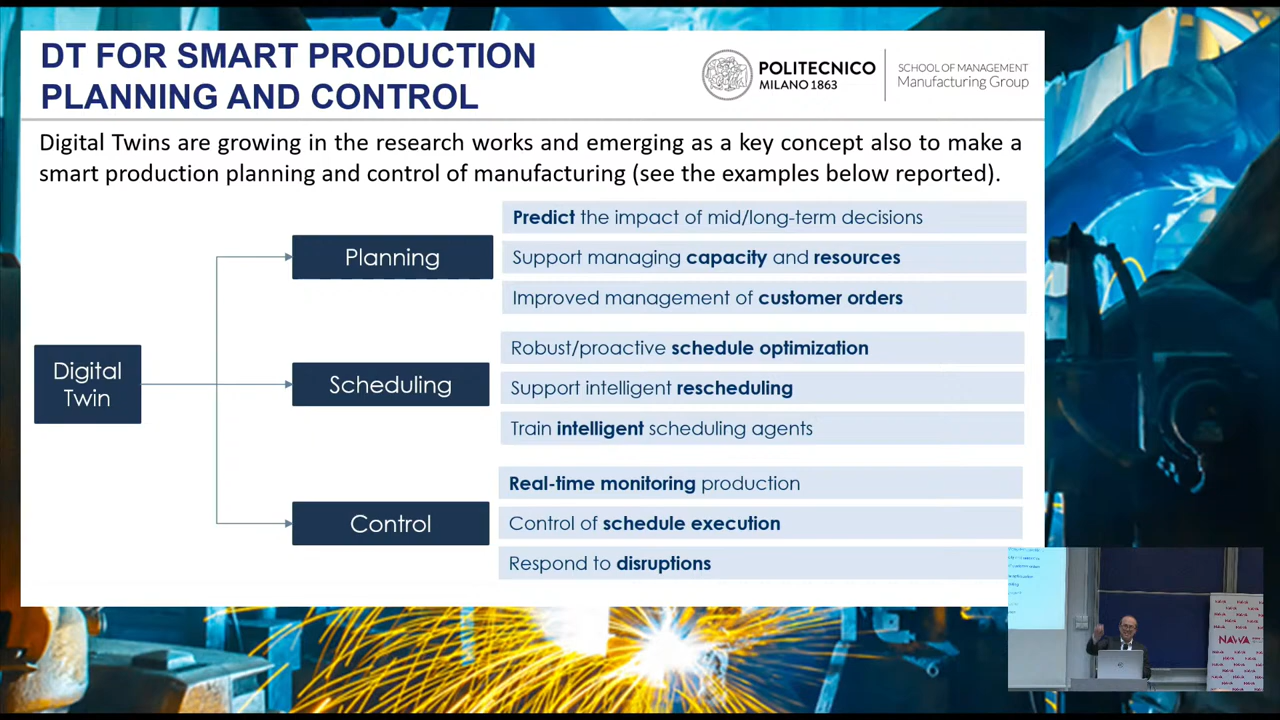 DT FOR SMART PRODUCTION
PLANNING AND CONTROL
POLITECNICO
MILANO 1863
SCHOOL OF MANAGEMENT
Manufacturing Group
Digital Twins are growing in the research works and emerging as a key concept also to make a
smart production planning and control of manufacturing (see the examples below reported).
Digital
Twin
Planning
Predict the impact of mid/long-term decisions
Support managing capacity and resources
Improved management of customer orders
Scheduling
Robust/proactive schedule optimization
Support intelligent rescheduling
Train intelligent scheduling agents
Control
Real-time monitoring production
Control of schedule execution
Respond to disruptions
NAWA